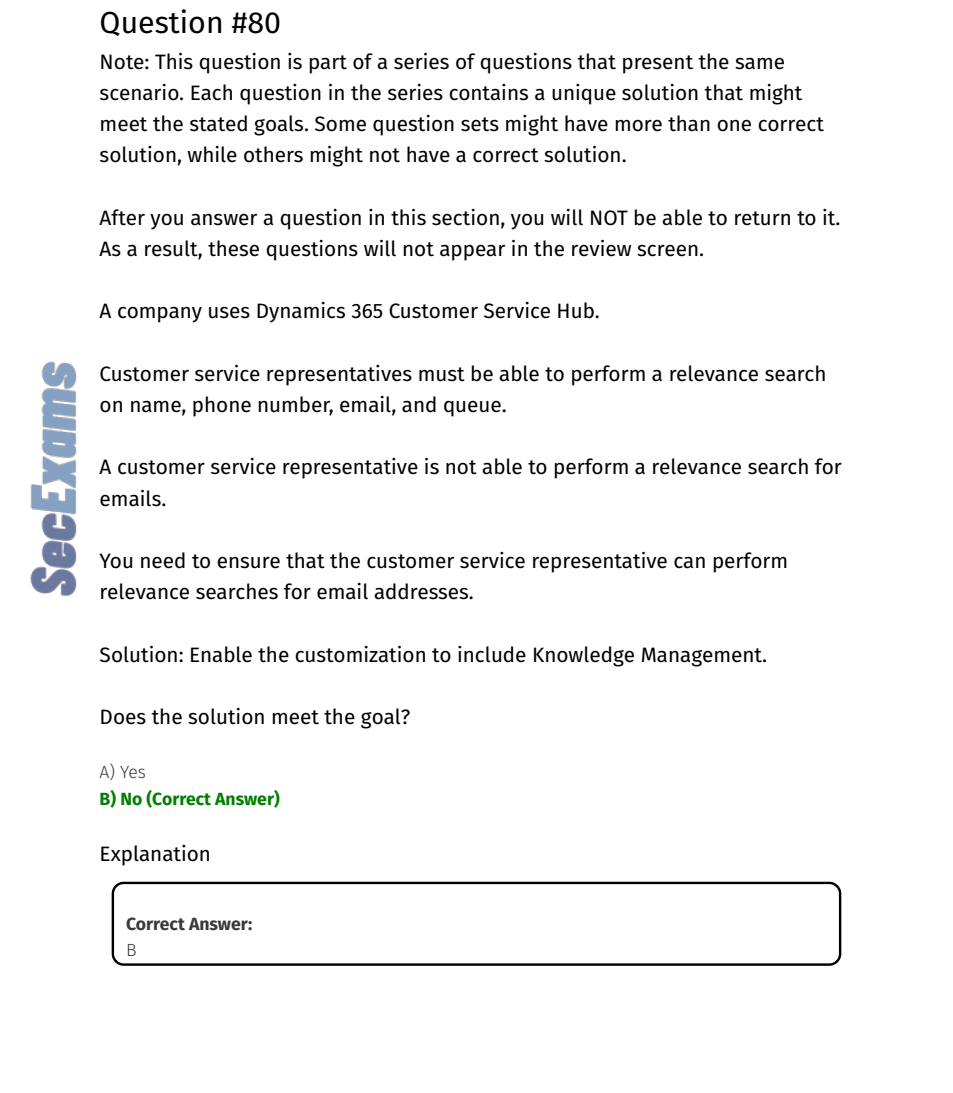 Question #80
Note: This question is part of a series of questions that present the same
scenario. Each question in the series contains a unique solution that might
meet the stated goals. Some question sets might have more than one correct
solution, while others might not have a correct solution.
After you answer a question in this section, you will NOT be able to return to it.
As a result, these questions will not appear in the review screen.
A company uses Dynamics 365 Customer Service Hub.
Customer service representatives must be able to perform a relevance search
on name, phone number, email, and queue.
A customer service representative is not able to perform a relevance search for
emails.
You need to ensure that the customer service representative can perform
relevance searches for email addresses.
Solution: Enable the customization to include Knowledge Management.
Does the solution meet the goal?
A) Yes
B) No (Correct Answer)
Explanation
Correct Answer:
B
SecExams